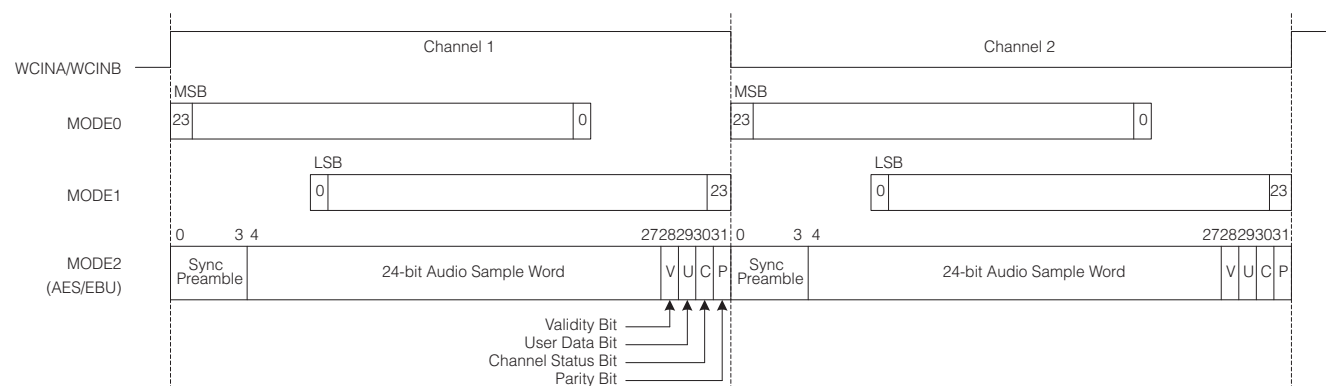 Channel 1 Channel 2
WCINA/WCINB
MSB MSB
MODE0 23 0 23 0
LSB LSB
MODE1 0 23 0 23
0 3 4 2728293031 0 3 4 2728293031
MODE2
(AES/EBU)
Sync
Preamble
24-bit Audio Sample Word V U C P
Sync
Preamble
24-bit Audio Sample Word V U C P
Validity Bit
User Data Bit
Channel Status Bit
Parity Bit